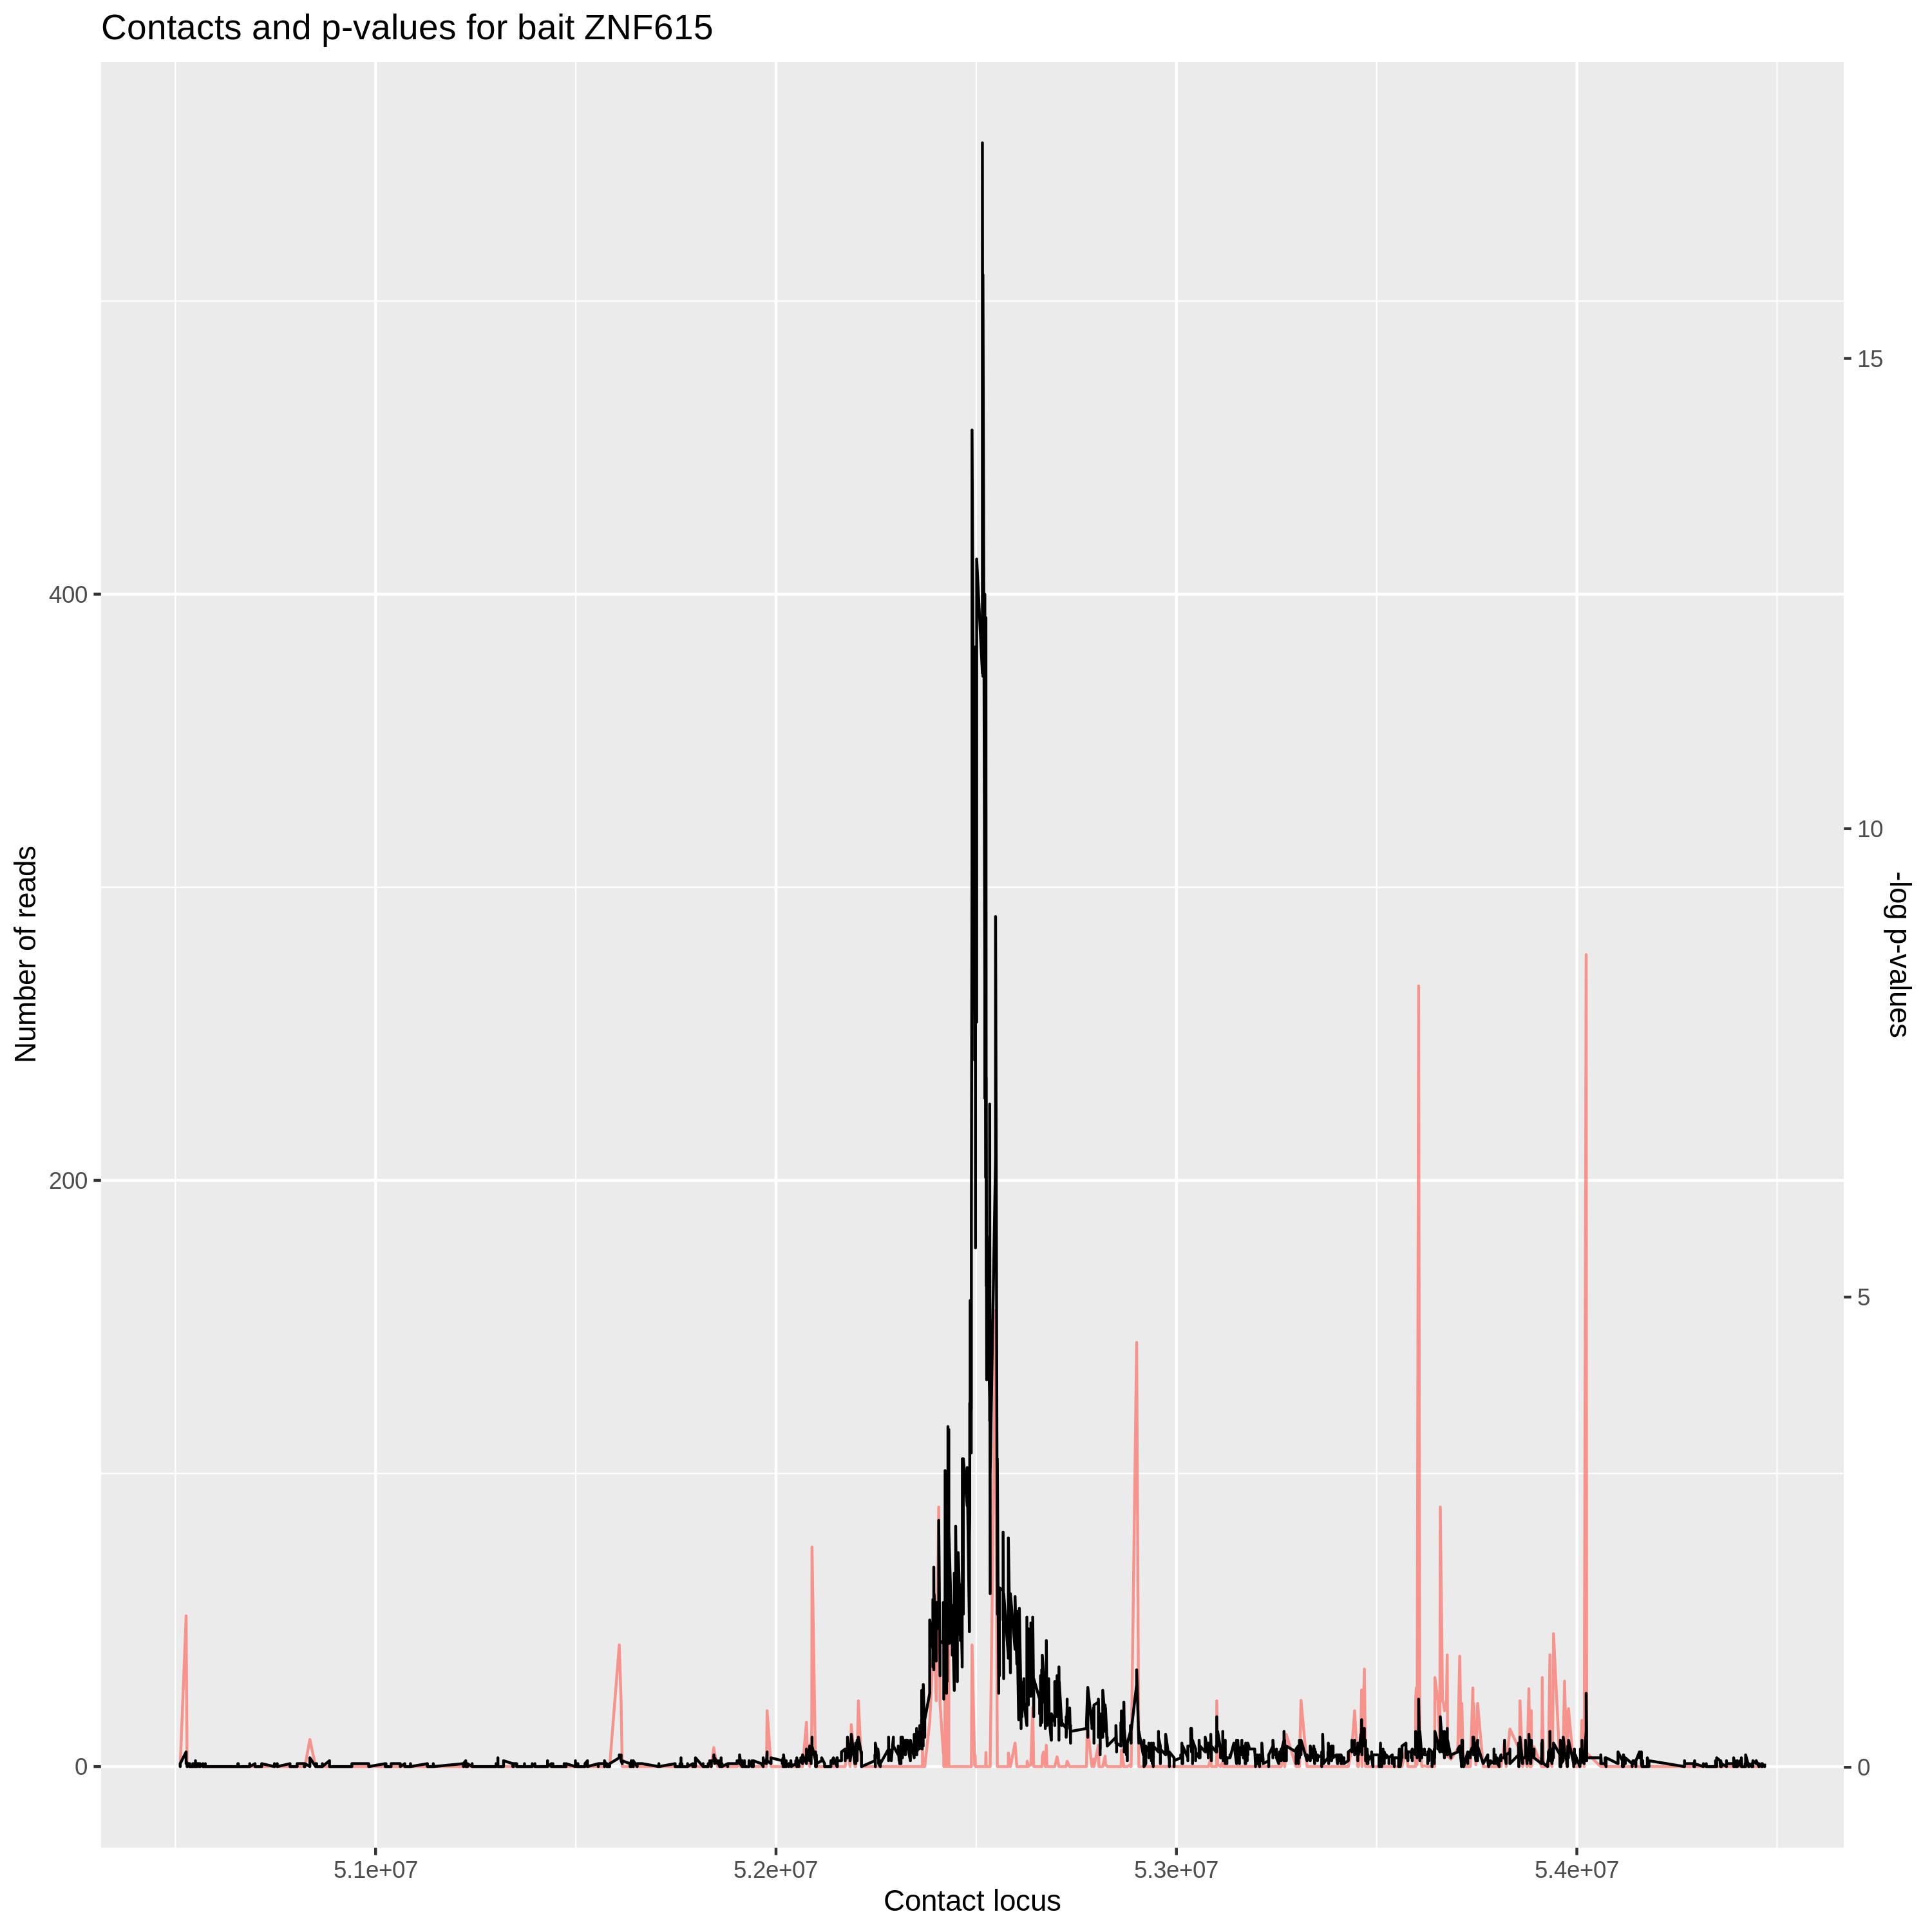 Contacts and p-values for bait ZNF615
Number of reads
400
200
0
15
10
5
0
-log p-values
5.1e+07 5.2e+07 5.3e+07 5.4e+07
Contact locus